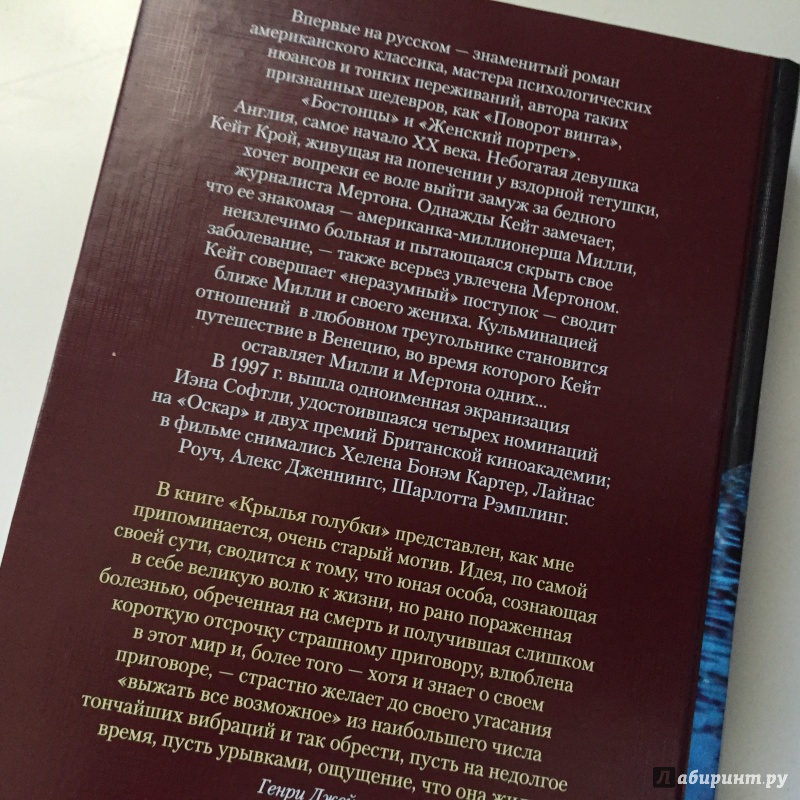 Впервые на русском — знаменитый роман
американского классика, мастера психологических
нюансов и тонких переживаний, автора таких
признанных шедевров, как «Поворот винта»,
«Бостонцы» и «Женский портрет».
Англия, самое начало XX века. Небогатая девушка
Кейт Крой, живущая на попечении у вздорной тетушки,
хочет вопреки ее воле выйти замуж за бедного
журналиста Мертона. Однажды Кейт замечает,
что ее знакомая — американка-миллионерша Милли,
неизлечимо больная и пытающаяся скрыть свое
заболевание, — также всерьез увлечена Мертоном.
Кейт совершает «неразумный» поступок — сводит
ближе Милли и своего жениха. Кульминацией
отношений в любовном треугольнике становится
путешествие в Венецию, во время которого Кейт
оставляет Милли и Мертона одних...
В 1997 г. вышла одноименная экранизация
Иэна Софтли, удостоившаяся четырех номинаций
на «Оскар» и двух премий Британской киноакадемии;
в фильме снимались Хелена Бонэм Картер, Лайнас
Роуч, Алекс Дженнингс, Шарлотта Рэмплинг.
В книге «Крылья голубки» представлен, как мне
припоминается, очень старый мотив. Идея, по самой
своей сути, сводится к тому, что юная особа, сознающая
в себе великую волю к жизни, но рано пораженная
болезнью, обреченная на смерть и получившая слишком
короткую отсрочку страшному приговору, влюблена
в этот мир и, более того — хотя и знает о своем
приговоре, — страстно желает до своего угасания
«выжать все возможное» из наибольшего числа
тончайших вибраций и так обрести, пусть на недолгое
время, пусть урывками, ощущение, что она
Генри
Лабиринт.ру